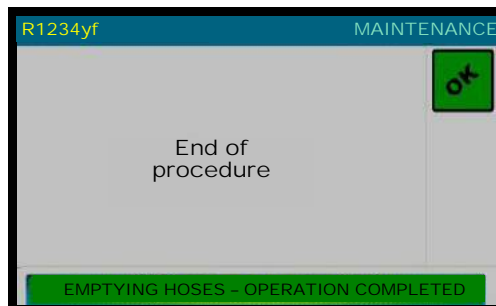 R1234yf MAINTENANCE
OK
End of
procedure
EMPTYING HOSES – OPERATION COMPLETED